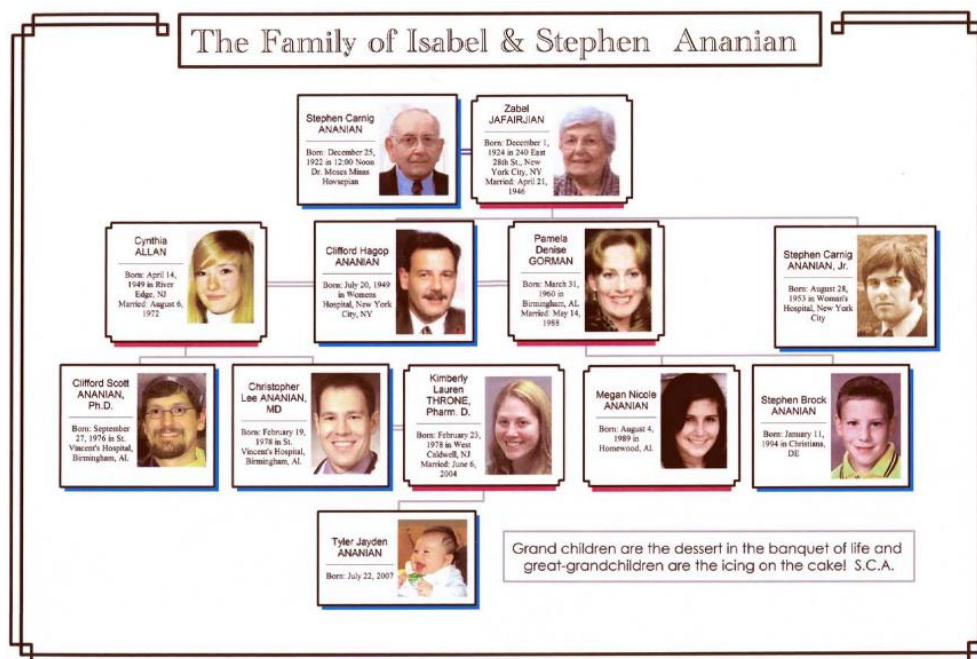 The Family of Isabel & Stephen Ananian
Stephen Carnig
ANANIAN
Born: December 25,
1922 in 12:00 Noon
Dr. Moses Minas
Hovsepian
Zabel
JAFAIRJIAN
Born: December 1,
1924 in 240 East
28th St., New
York City, NY
Married: April 21,
1946
Cynthia
ALLAN
Born: April 14,
1949 in River
Edge, NJ
Married: August 6,
1972
Clifford Hagop
ANANIAN
Born: July 20, 1949
in Womens
Hospital, New York
City, NY
Pamela
Denise
GORMAN
Born: March 31,
1960 in
Birmingham, AL
Married: May 14,
1988
Stephen Carnig
ANANIAN, Jr.
Born: August 28,
1953 in Woman's
Hospital, New York
City
Clifford Scott
ANANIAN,
Ph.D.
Born: September
27, 1976 in St.
Vincent's Hospital,
Birmingham, Al.
Christopher
Lee ANANIAN,
MD
Born: February 19,
1978 in St.
Vincent's Hospital,
Birmingham, Al.
Kimberly
Lauren
THRONE,
Pharm. D.
Born: February 23,
1978 in West
Caldwell, NJ
Married: June 6,
2004
Megan Nicole
ANANIAN
Born: August 4,
1989 in
Homewood, Al.
Stephen Brock
ANANIAN
Born: January 11,
1994 in Christiana,
DE
Tyler Jayden
ANANIAN
Born: July 22, 2007
Grand children are the dessert in the banquet of life and
great-grandchildren are the icing on the cake! S.C.A.